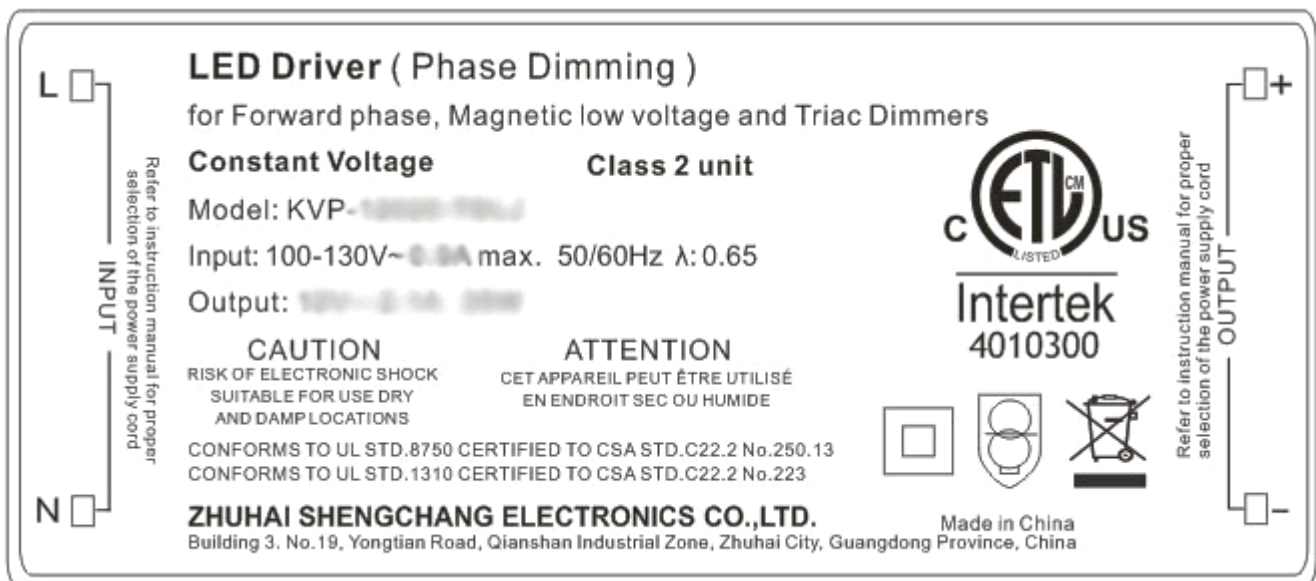 LED Driver ( Phase Dimming )
for Forward phase, Magnetic low voltage and Triac Dimmers
Constant Voltage Class 2 unit
Model: KVP-
Input: 100-130V~ max. 50/60Hz λ: 0.65
Output:
CAUTION
RISK OF ELECTRONIC SHOCK
SUITABLE FOR USE DRY
AND DAMP LOCATIONS
ATTENTION
CET APPAREIL PEUT ÊTRE UTILISÉ
EN ENDROIT SEC OU HUMIDE
CONFORMS TO UL STD.8750 CERTIFIED TO CSA STD.C22.2 No.250.13
CONFORMS TO UL STD.1310 CERTIFIED TO CSA STD.C22.2 No.223
ZHUHAI SHENGCHANG ELECTRONICS CO.,LTD.
Building 3. No.19, Yongtian Road, Qianshan Industrial Zone, Zhuhai City, Guangdong Province, China
Made in China
L
N
INPUT
Refer to instruction manual for proper
selection of the power supply cord
C ETL CM US
LISTED
Intertek
4010300
+
-
OUTPUT
Refer to instruction manual for proper
selection of the power supply cord